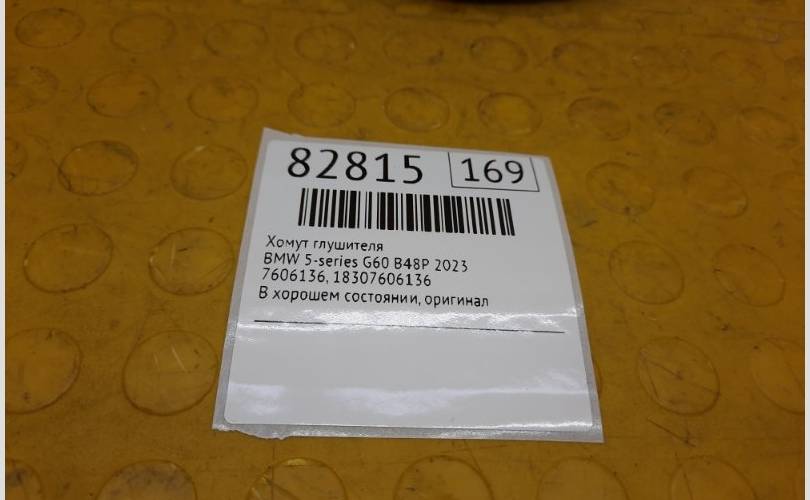 82815 169
Хомут глушителя
BMW 5-series G60 B48P 2023
7606136, 18307606136
В хорошем состоянии, оригинал